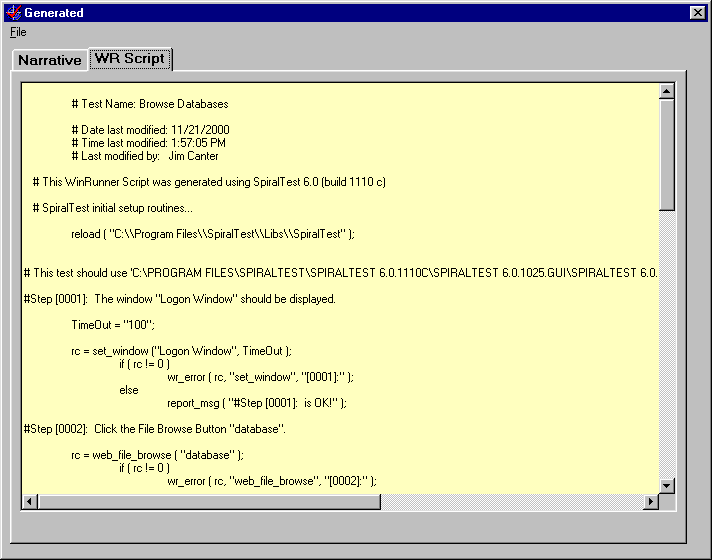 Generated
File
Narrative
WR Script
# Test Name: Browse Databases
# Date last modified: 11/21/2000
# Time last modified: 1:57:05 PM
# Last modified by:   Jim Canter
# This WinRunner Script was generated using SpiralTest 6.0 (build 1110 c)
# SpiralTest initial setup routines...
reload ( "C:\\Program Files\\SpiralTest\\Libs\\SpiralTest" );
# This test should use 'C:\PROGRAM FILES\SPIRALTEST\SPIRALTEST 6.0.1110C\SPIRALTEST 6.0.1025.GUI\SPIRALTEST 6.0.
#Step [0001]:  The window "Logon Window" should be displayed.
TimeOut = "100";
rc = set_window ("Logon Window", TimeOut );
if ( rc != 0 )
wr_error ( rc, "set_window", "[0001]:" );
else
report_msg ( "#Step [0001]:  is OK!" );
#Step [0002]:  Click the File Browse Button "database".
rc = web_file_browse ( "database" );
if ( rc != 0 )
wr_error ( rc, "web_file_browse", "[0002]:" );